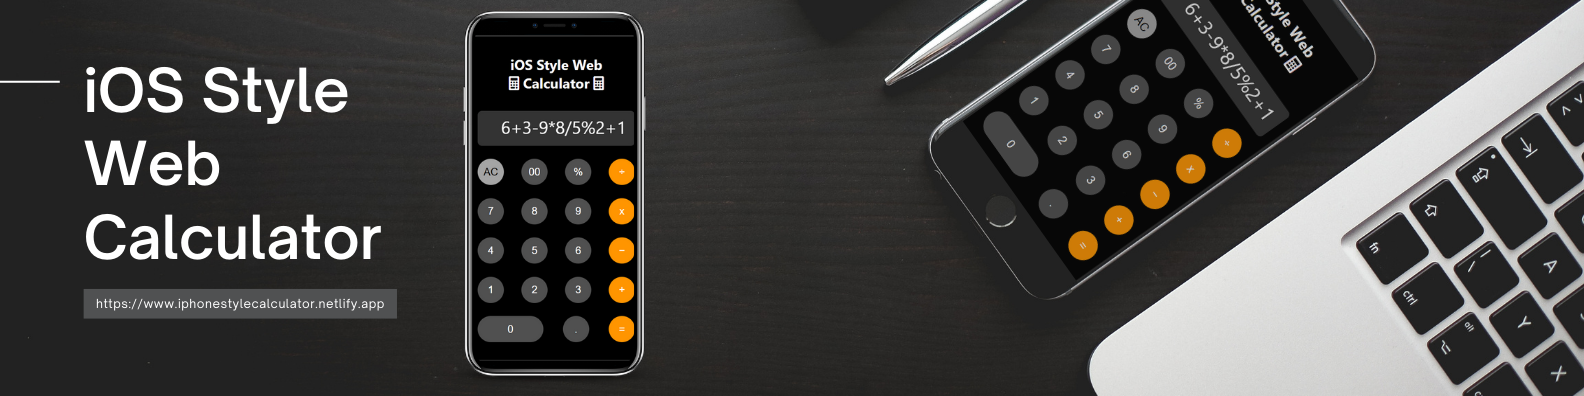 iOS Style
Web
Calculator
https://www.iphonestylecalculator.netlify.app
iOS Style Web
Calculator
6+3-9*8/5%2+1
AC 00 % ÷
7 8 9 x
4 5 6 −
1 2 3 +
0 . =
Style Web
Calculator
6+3-9*8/5%2+1
AC 00 % ÷
7 8 9 x
4 5 6 −
1 2 3 +
0 . =
fn
ctrl
alt
A
Y
X